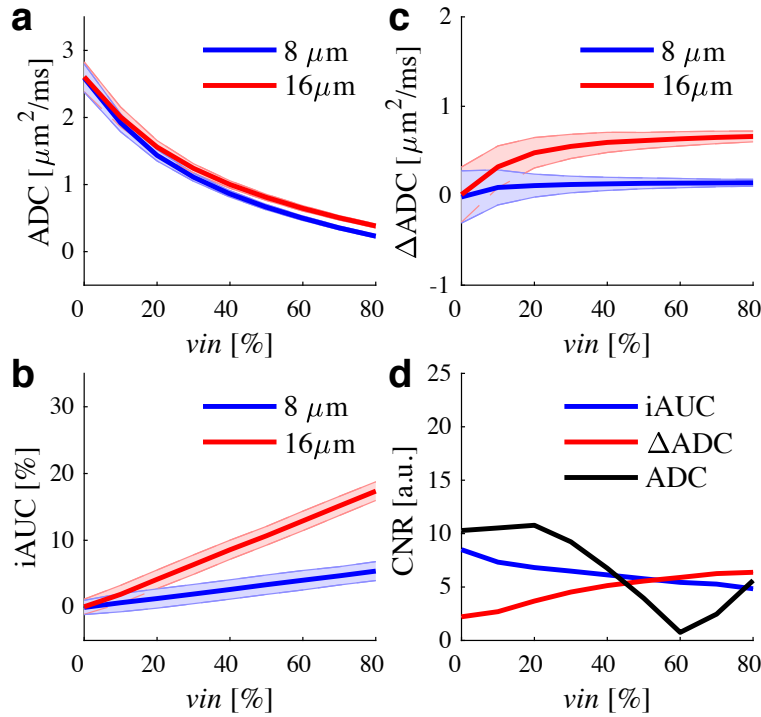 a
ADC [μm²/ms]
3
2
1
0
8 μm
16μm
0 20 40 60 80
vin [%]
c
ΔADC [μm²/ms]
2
1
0
-1
8 μm
16μm
0 20 40 60 80
vin [%]
b
iAUC [%]
30
20
10
0
8 μm
16μm
0 20 40 60 80
vin [%]
d
CNR [a.u.]
25
20
15
10
5
0
iAUC
ΔADC
ADC
0 20 40 60 80
vin [%]